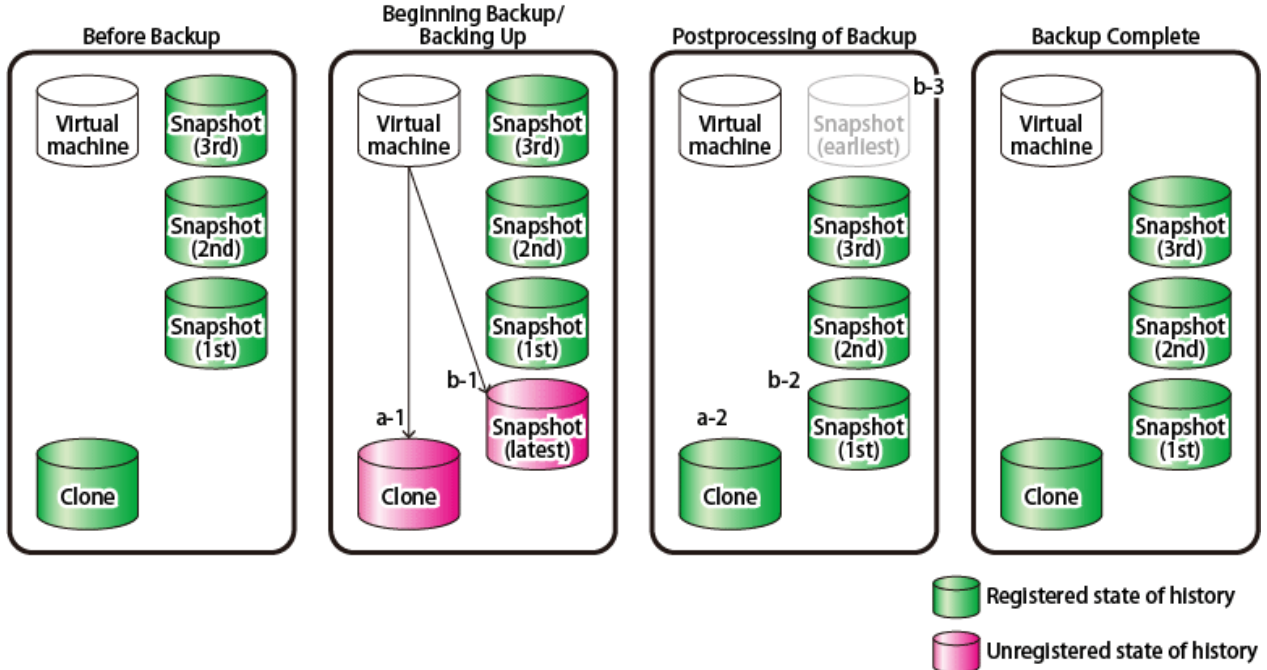 Before Backup
Beginning Backup/
Backing Up
Postprocessing of Backup
Backup Complete
Virtual
machine
Snapshot
(3rd)
Snapshot
(2nd)
Snapshot
(1st)
Clone
Virtual
machine
Snapshot
(3rd)
Snapshot
(2nd)
Snapshot
(1st)
b-1
Snapshot
(latest)
a-1
Clone
Virtual
machine
Snapshot
(earliest)
b-3
Snapshot
(3rd)
Snapshot
(2nd)
b-2
Snapshot
(1st)
a-2
Clone
Virtual
machine
Snapshot
(3rd)
Snapshot
(2nd)
Snapshot
(1st)
Clone
Registered state of history
Unregistered state of history